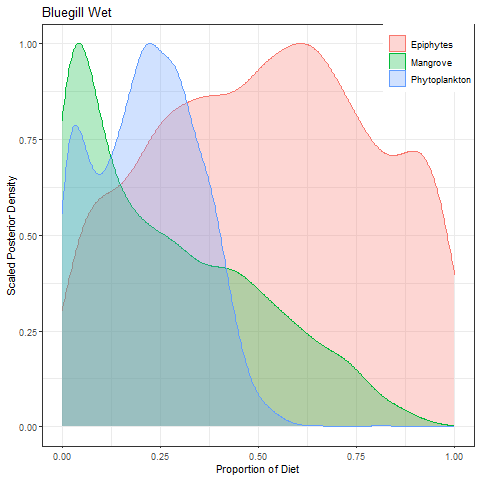 Bluegill Wet
Epiphytes
Mangrove
Phytoplankton
1.00
0.75
0.50
0.25
0.00
Scaled Posterior Density
0.00 0.25 0.50 0.75 1.00
Proportion of Diet